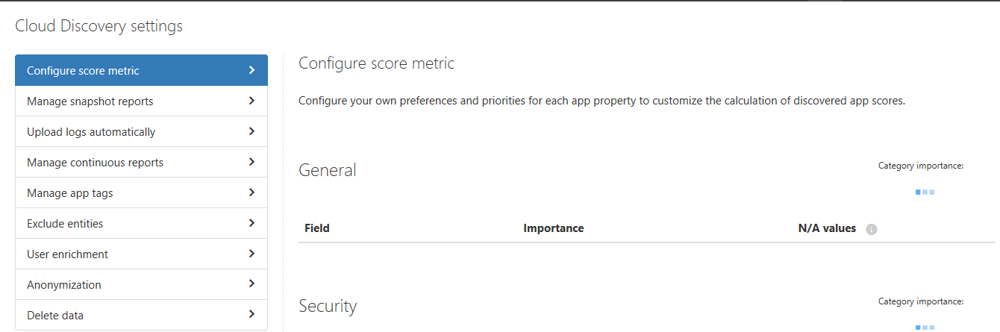 Cloud Discovery settings
Configure score metric
Manage snapshot reports
Upload logs automatically
Manage continuous reports
Manage app tags
Exclude entities
User enrichment
Anonymization
Delete data
Configure score metric
Configure your own preferences and priorities for each app property to customize the calculation of discovered app scores.
General
Category importance:
Field Importance N/A values
Security
Category importance: